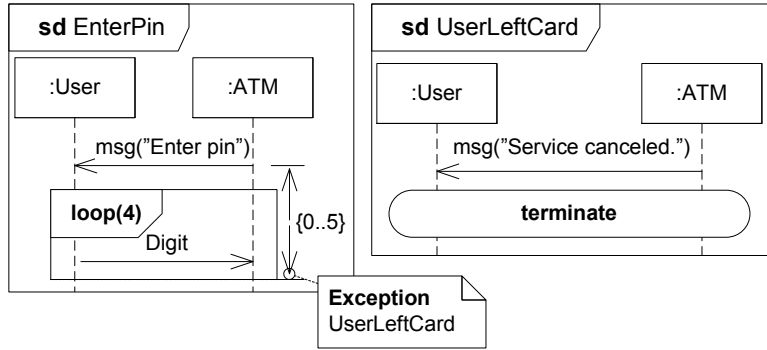 sd EnterPin
:User
:ATM
msg("Enter pin")
loop(4)
Digit
{0..5}
Exception
UserLeftCard
sd UserLeftCard
:User
:ATM
msg("Service canceled.")
terminate